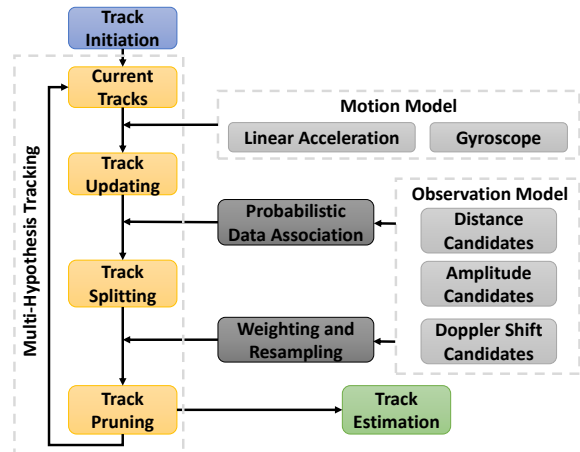 Track
Initiation
Current
Tracks
Motion Model
Linear Acceleration
Gyroscope
Track
Updating
Observation Model
Probabilistic
Data Association
Distance
Candidates
Multi-Hypothesis Tracking
Track
Splitting
Amplitude
Candidates
Weighting and
Resampling
Doppler Shift
Candidates
Track
Pruning
Track
Estimation